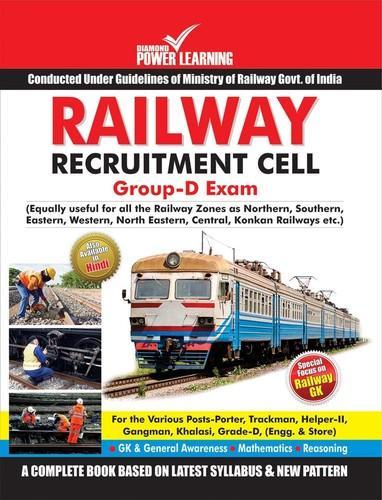 DIAMOND
POWER LEARNING
Conducted Under Guidelines of Ministry of Railway Govt. of India
RAILWAY
RECRUITMENT CELL
Group-D Exam
(Equally useful for all the Railway Zones as Northern, Southern,
Eastern, Western, North Eastern, Central, Konkan Railways etc.)
Also
Available in
Hindi
Special
Focus on
Railway
GK
For the Various Posts-Porter, Trackman, Helper-II,
Gangman, Khalasi, Grade-D, (Engg. & Store)
• GK & General Awareness • Mathematics • Reasoning
A COMPLETE BOOK BASED ON LATEST SYLLABUS & NEW PATTERN